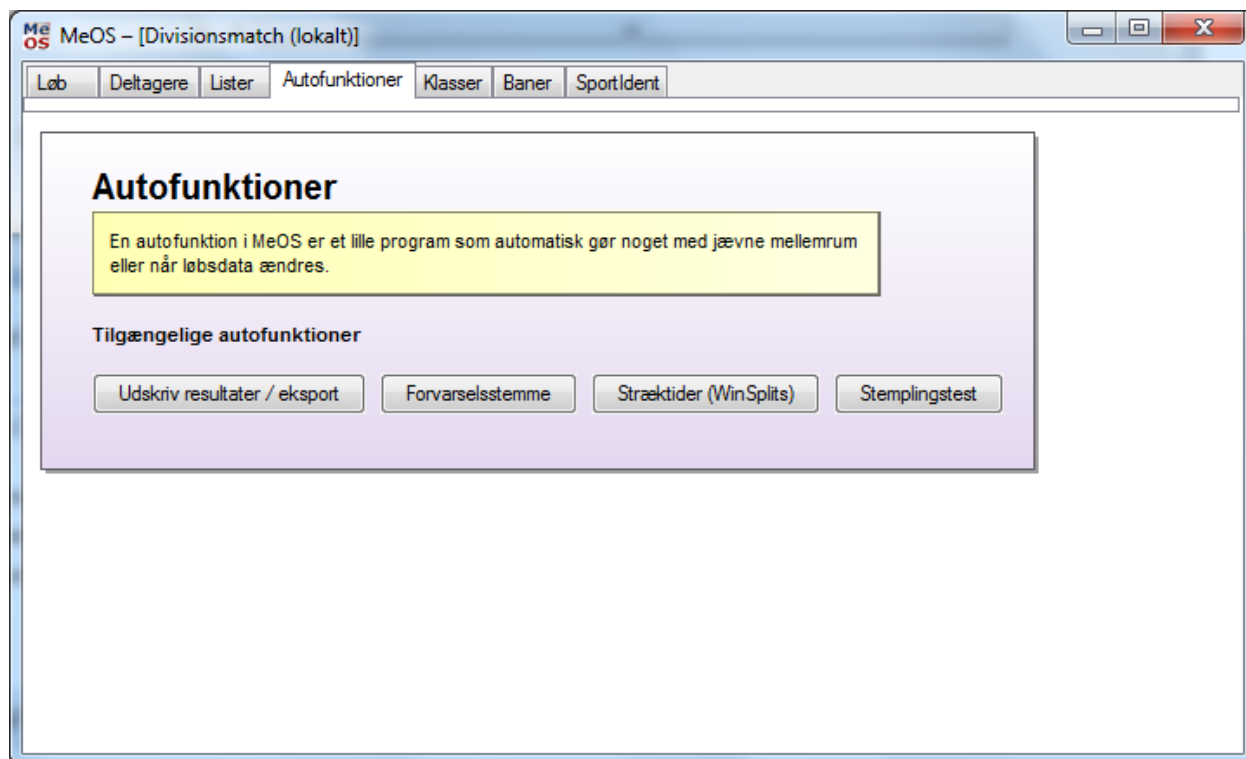 Me
OS
MeOS – [Divisionsmatch (lokalt)]
Løb Deltagere Lister Autofunktioner Klasser Baner SportIdent
Autofunktioner
En autofunktion i MeOS er et lille program som automatisk gør noget med jævne mellemrum
eller når løbsdata ændres.
Tilgængelige autofunktioner
Udskriv resultater / eksport Forvarselsstemme Stræktider (WinSplits) Stemplingstest